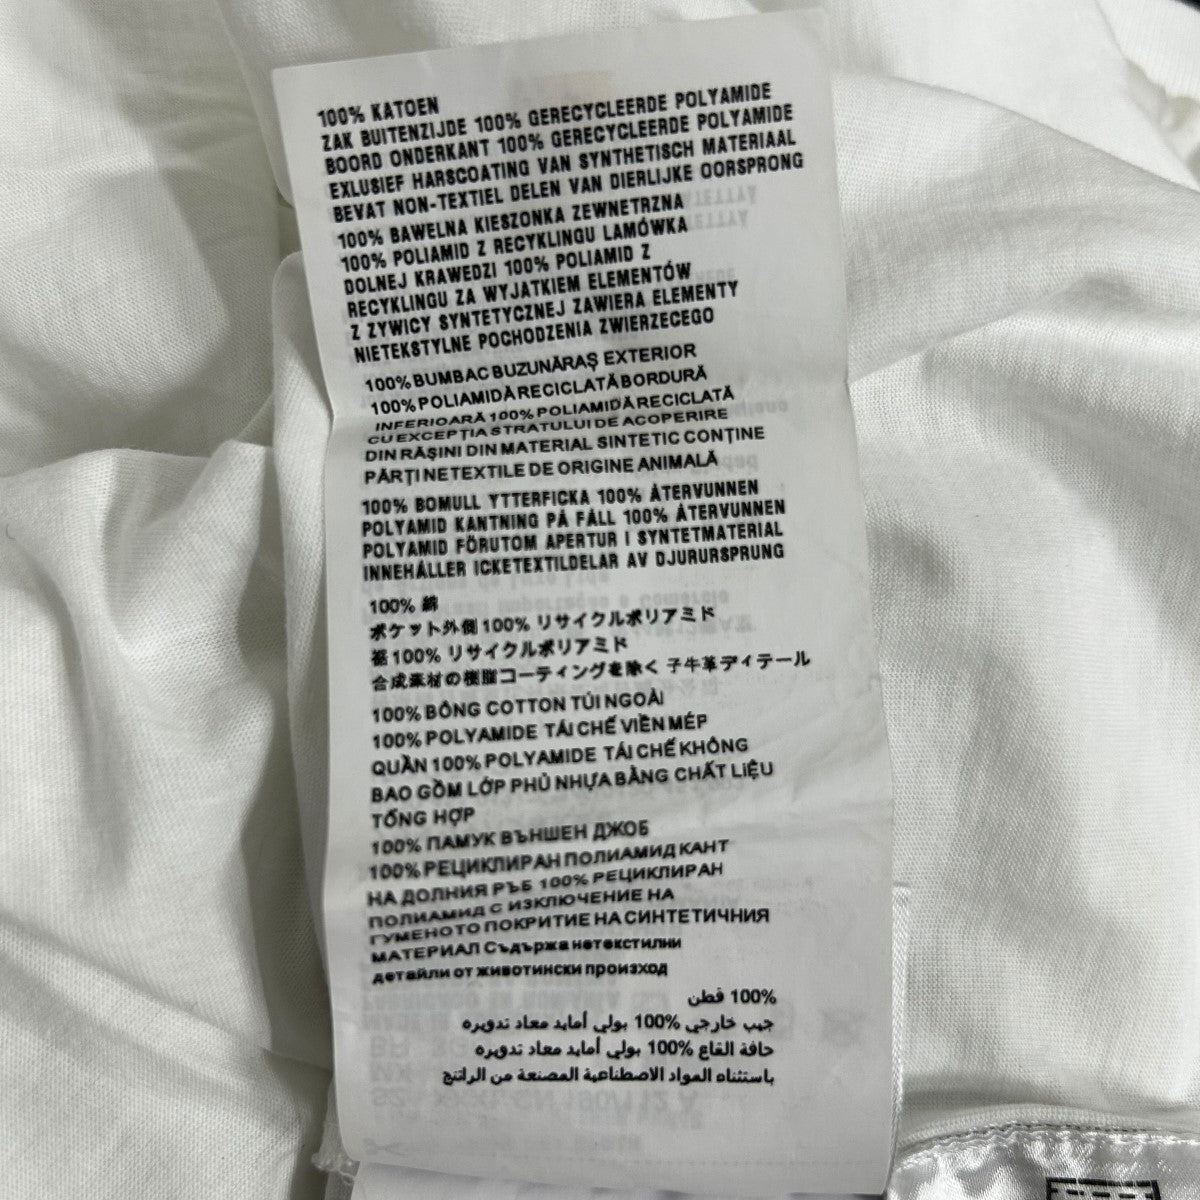 100% KATOEN
ZAK BUITENZIJDE 100% GERECYCLEERDE POLYAMIDE
BOORD ONDERKANT 100% GERECYCLEERDE POLYAMIDE
EXLUSIEF HARSCOATING VAN SYNTHETISCH MATERIAAL
BEVAT NON-TEXTIEL DELEN VAN DIERLIJKE OORSPRONG
100% BAWELNA KIESZONKA ZEWNETRZNA
100% POLIAMID Z RECYKLINGU LAMÓWKA
DOLNEJ KRAWEDZI 100% POLIAMID Z
RECYKLINGU ZA WYJATKIEM ELEMENTÓW
Z ZYWICY SYNTETYCZNEJ ZAWIERA ELEMENTY
NIETEKSTYLNE POCHODZENIA ZWIERZECEGO
100% BUMBAC BUZUNĂRAȘ EXTERIOR
100% POLIAMIDĂ RECICLATĂ BORDURĂ
INFERIOARĂ 100% POLIAMIDĂ RECICLATĂ
CU EXCEPȚIA STRATULUI DE ACOPERIRE
DIN RĂȘINI DIN MATERIAL SINTETIC CONȚINE
PĂRȚI NETEXTILE DE ORIGINE ANIMALĂ
100% BOMULL YTTERFICKA 100% ÅTERVUNNEN
POLYAMID KANTNING PÅ FÅLL 100% ÅTERVUNNEN
POLYAMID FÖRUTOM APERTUR I SYNTETMATERIAL
INNEHÅLLER ICKETEXTILDELAR AV DJURURSPRUNG
100% 綿
ポケット外側 100% リサイクルポリアミド
裾 100% リサイクルポリアミド
合成素材の樹脂コーティングを除く 子牛革ディテール
100% BÔNG COTTON TÚI NGOÀI
100% POLYAMIDE TÁI CHẾ VIỀN MÉP
QUẦN 100% POLYAMIDE TÁI CHẾ KHÔNG
BAO GỒM LỚP PHỦ NHỰA BẰNG CHẤT LIỆU
TỔNG HỢP
100% ПАМУК ВЪНШЕН ДЖОБ
100% РЕЦИКЛИРАН ПОЛИАМИД КАНТ
НА ДОЛНИЯ РЪБ 100% РЕЦИКЛИРАН
ПОЛИАМИД С ИЗКЛЮЧЕНИЕ НА
ГУМЕНОТО ПОКРИТИЕ НА СИНТЕТИЧНИЯ
МАТЕРИАЛ Съдържа нетекстилни
детайли от животински произход
100% قطن
جيب خارجي 100% بولي أمايد معاد تدويره
حافة القاع 100% بولي أمايد معاد تدويره
باستثناء المواد الاصطناعية المصنعة من الراتنج